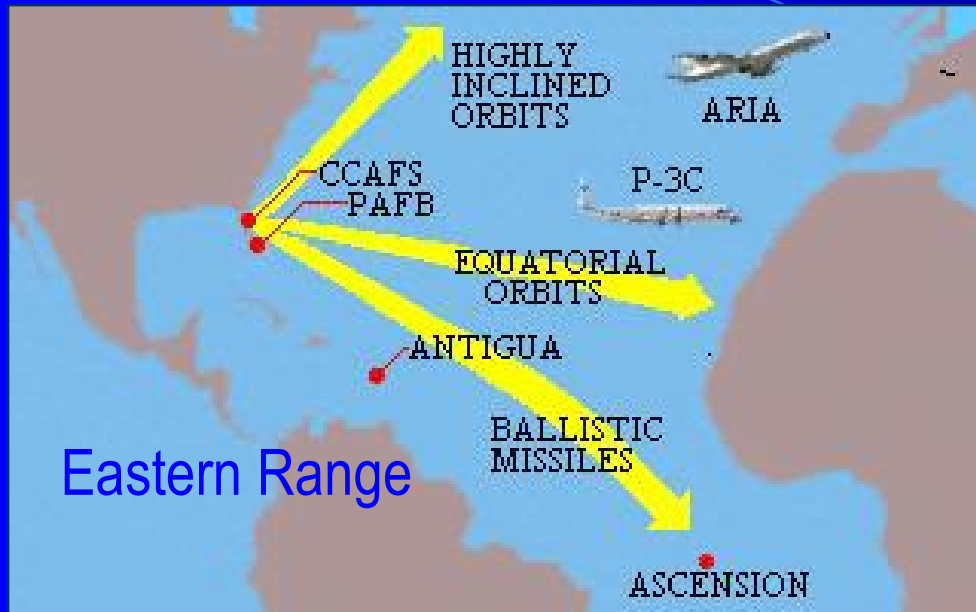 HIGHLY
INCLINED
ORBITS
ARIA
CCAFS
PAFB
P-3C
EQUATORIAL
ORBITS
ANTIGUA
BALLISTIC
MISSILES
Eastern Range
ASCENSION